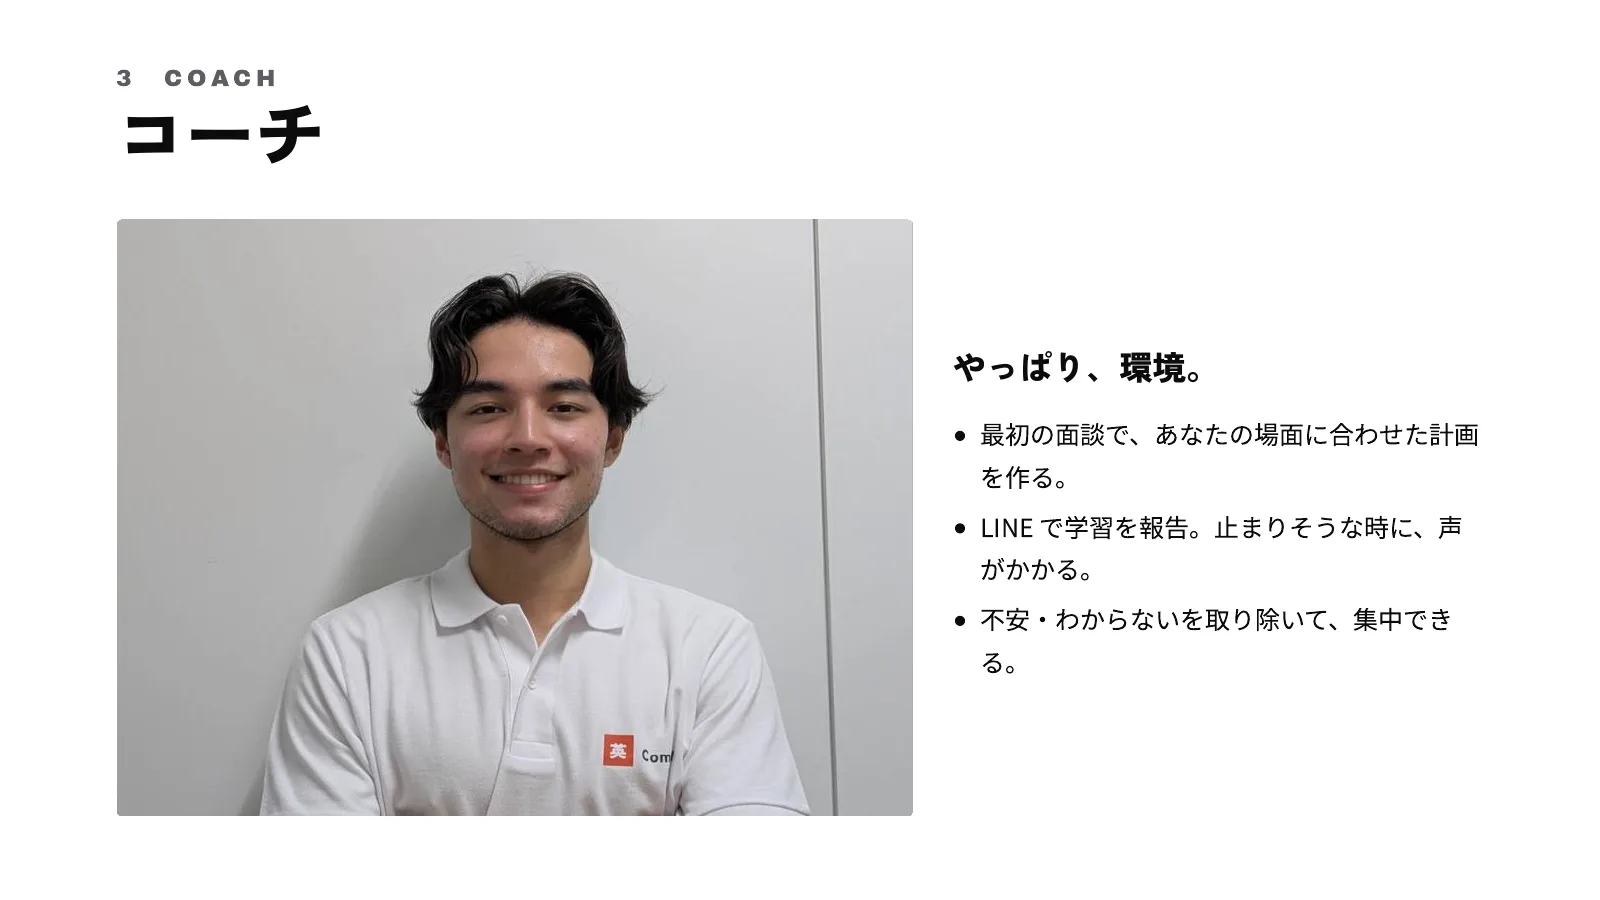 3 COACH
コーチ
やっぱり、環境。
最初の面談で、あなたの場面に合わせた計画
を作る。
LINE で学習を報告。止まりそうな時に、声
がかかる。
不安・わからないを取り除いて、集中でき
る。
英